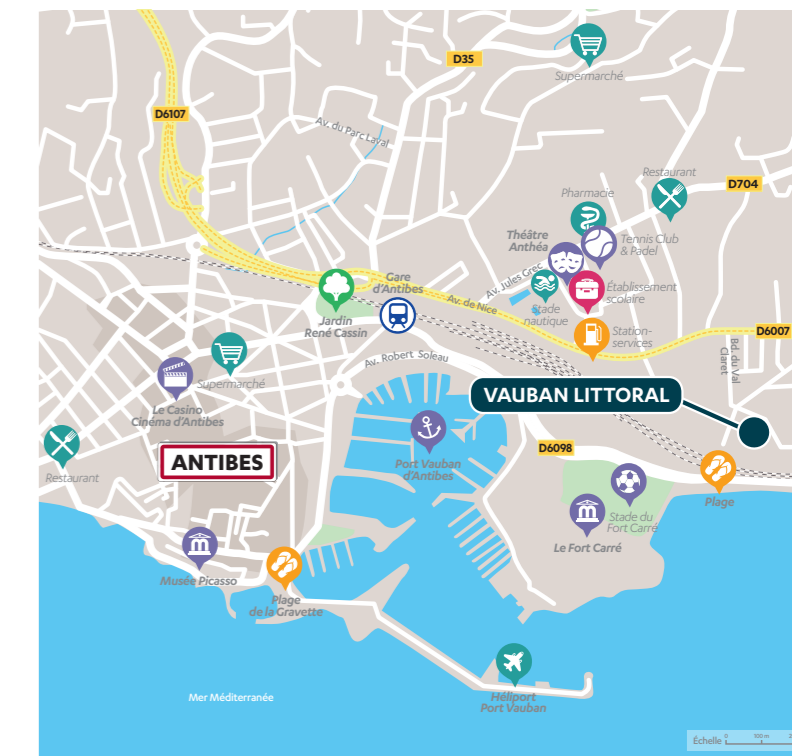 D35
Supermarché
D6107
Av. du Parc Laval
Restaurant
D704
Pharmacie
Théâtre
Anthéa
Tennis Club
& Padel
Av. Jules Grec
Gare
d'Antibes
Établissement
scolaire
Av. de Nice
Stade
nautique
Jardin
René Cassin
Station-
services
D6007
Bd. du Val
Claret
Av. Robert Soleau
Supermarché
VAUBAN LITTORAL
Le Casino
Cinéma d'Antibes
D6098
ANTIBES
Port Vauban
d'Antibes
Restaurant
Plage
Stade du
Fort Carré
Le Fort Carré
Musée Picasso
Plage
de la Gravette
Mer Méditerranée
Héliport
Port Vauban
Échelle 0 100 m